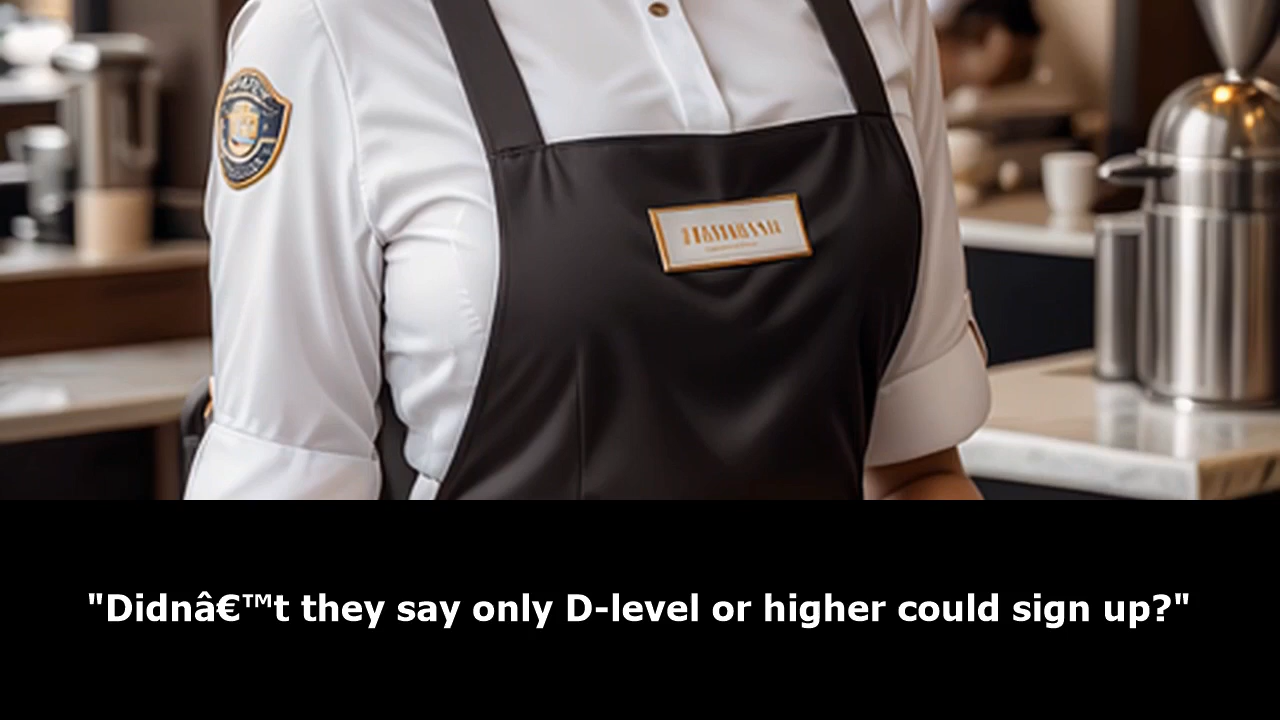 "Didnâ€™t they say only D-level or higher could sign up?"